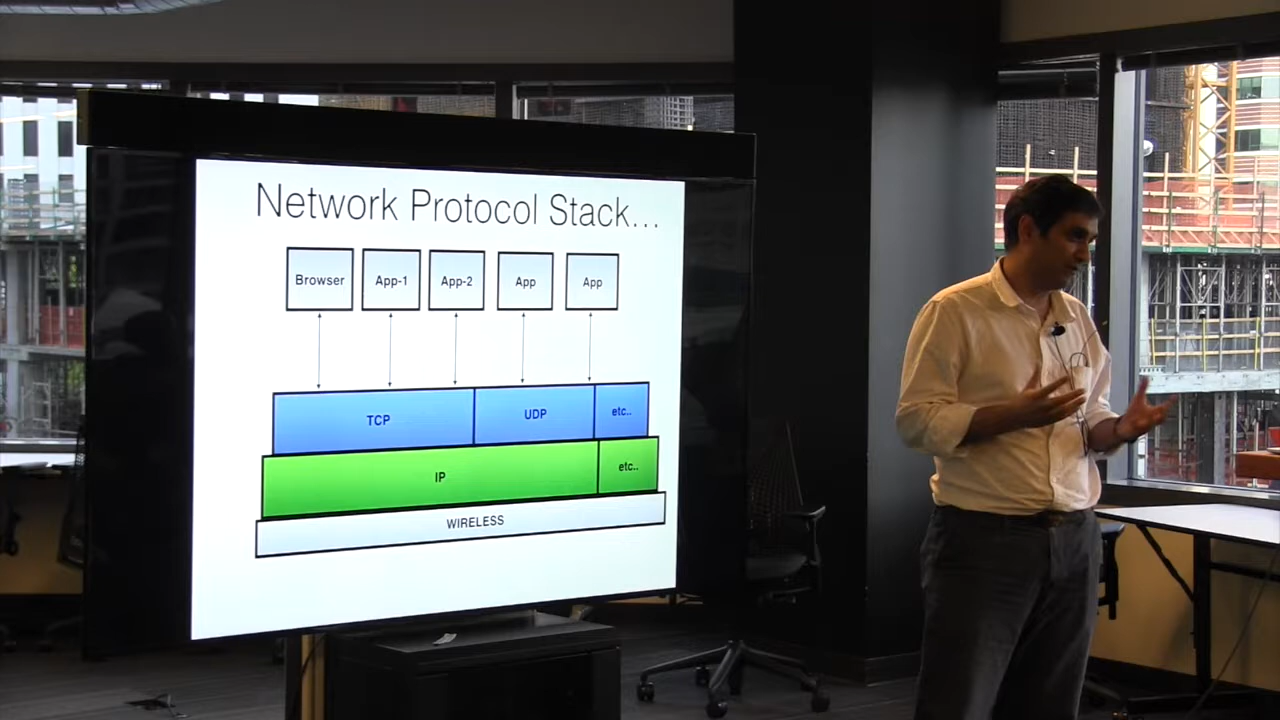 Network Protocol Stack...
Browser
App-1
App-2
App
App
TCP
UDP
etc..
IP
etc..
WIRELESS